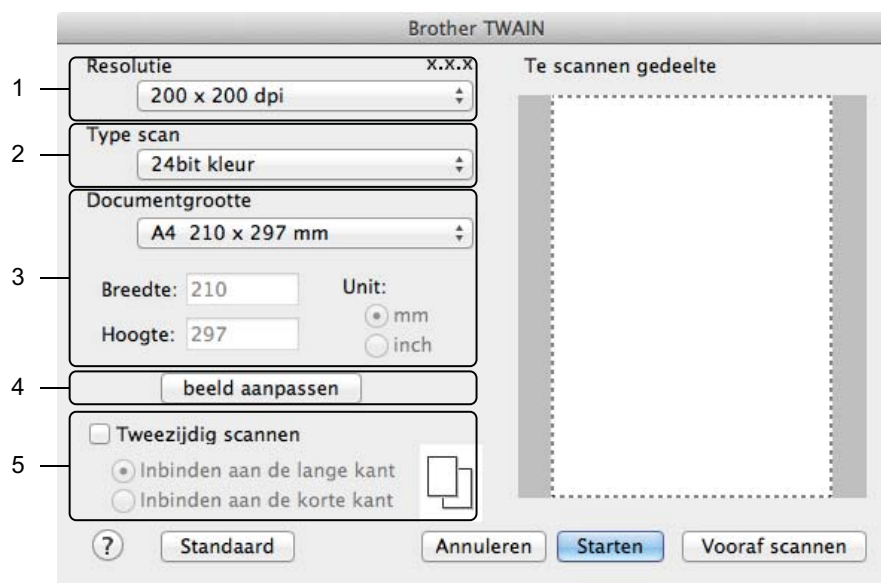 Brother TWAIN
1
Resolutie x.x.x
200 x 200 dpi
2
Type scan
24bit kleur
3
Documentgrootte
A4 210 x 297 mm
Breedte: 210
Hoogte: 297
Unit:
mm
inch
4
beeld aanpassen
5
Tweezijdig scannen
Inbinden aan de lange kant
Inbinden aan de korte kant
Te scannen gedeelte
?
Standaard
Annuleren
Starten
Vooraf scannen